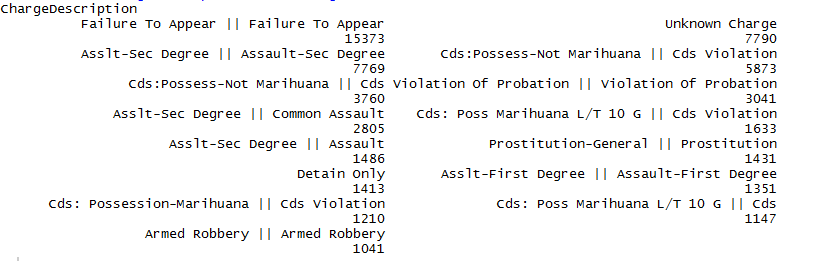 ChargeDescription
Failure To Appear || Failure To Appear Unknown Charge
15373 7790
Asslt-Sec Degree || Assault-Sec Degree Cds:Possess-Not Marihuana || Cds Violation
7769 5873
Cds:Possess-Not Marihuana || Cds Violation Of Probation || Violation Of Probation
3760 3041
Asslt-Sec Degree || Common Assault Cds: Poss Marihuana L/T 10 G || Cds Violation
2805 1633
Asslt-Sec Degree || Assault Prostitution-General || Prostitution
1486 1431
Detain Only Asslt-First Degree || Assault-First Degree
1413 1351
Cds: Possession-Marihuana || Cds Violation Cds: Poss Marihuana L/T 10 G || Cds
1210 1147
Armed Robbery || Armed Robbery
1041